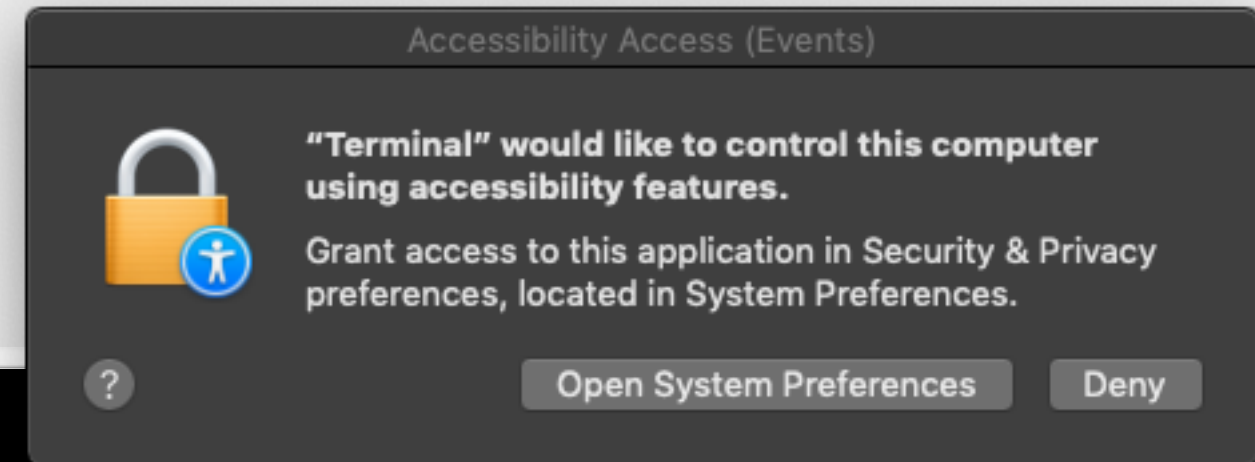 Accessibility Access (Events)
“Terminal” would like to control this computer
using accessibility features.
Grant access to this application in Security & Privacy
preferences, located in System Preferences.
?
Open System Preferences
Deny